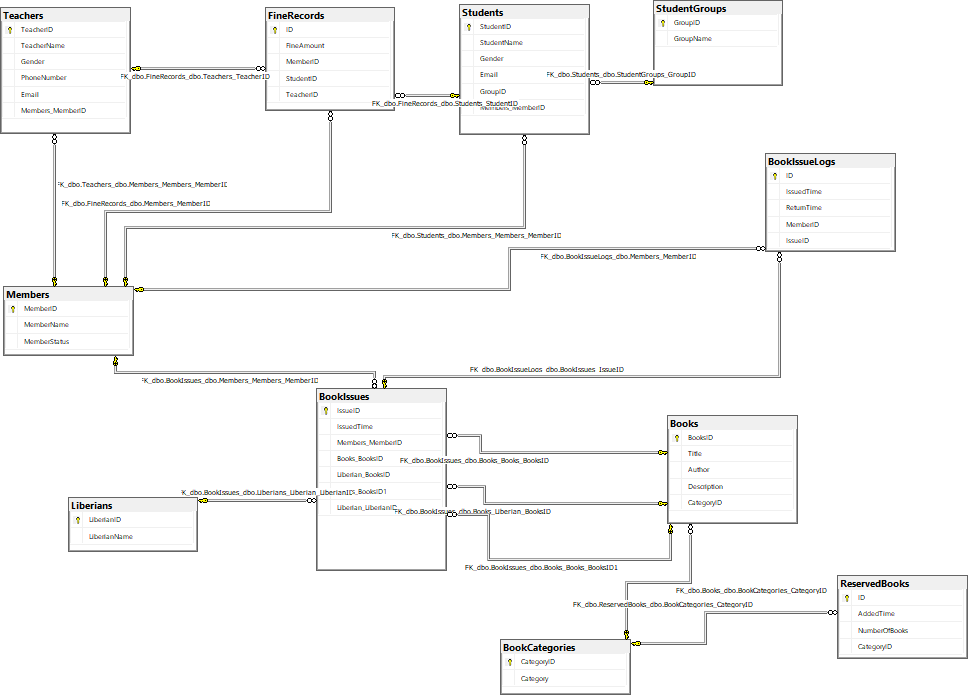 Teachers
TeacherID
TeacherName
Gender
PhoneNumber
Email
Members_MemberID
FineRecords
ID
FineAmount
MemberID
StudentID
TeacherID
Students
StudentID
StudentName
Gender
Email
GroupID
Members_MemberID
StudentGroups
GroupID
GroupName
FK_dbo.FineRecords_dbo.Teachers_TeacherID
FK_dbo.FineRecords_dbo.Students_StudentID
FK_dbo.Students_dbo.StudentGroups_GroupID
BookIssueLogs
ID
IssuedTime
ReturnTime
MemberID
IssueID
FK_dbo.Teachers_dbo.Members_Members_MemberID
FK_dbo.FineRecords_dbo.Members_MemberID
FK_dbo.Students_dbo.Members_Members_MemberID
FK_dbo.BookIssueLogs_dbo.Members_MemberID
Members
MemberID
MemberName
MemberStatus
FK_dbo.BookIssues_dbo.Members_Members_MemberID
FK_dbo.BookIssueLogs_dbo.BookIssues_IssueID
BookIssues
IssueID
IssuedTime
Members_MemberID
Books_BooksID
Liberian_BooksID
s_BooksID1
Liberian_LiberianID
Books
BooksID
Title
Author
Description
CategoryID
FK_dbo.BookIssues_dbo.Books_Books_BooksID
FK_dbo.BookIssues_dbo.Liberians_Liberian_LiberianID
FK_dbo.BookIssues_dbo.Books_Liberian_BooksID
FK_dbo.BookIssues_dbo.Books_Books_BooksID1
Liberians
LiberianID
LiberianName
FK_dbo.Books_dbo.BookCategories_CategoryID
FK_dbo.ReservedBooks_dbo.BookCategories_CategoryID
ReservedBooks
ID
AddedTime
NumberOfBooks
CategoryID
BookCategories
CategoryID
Category